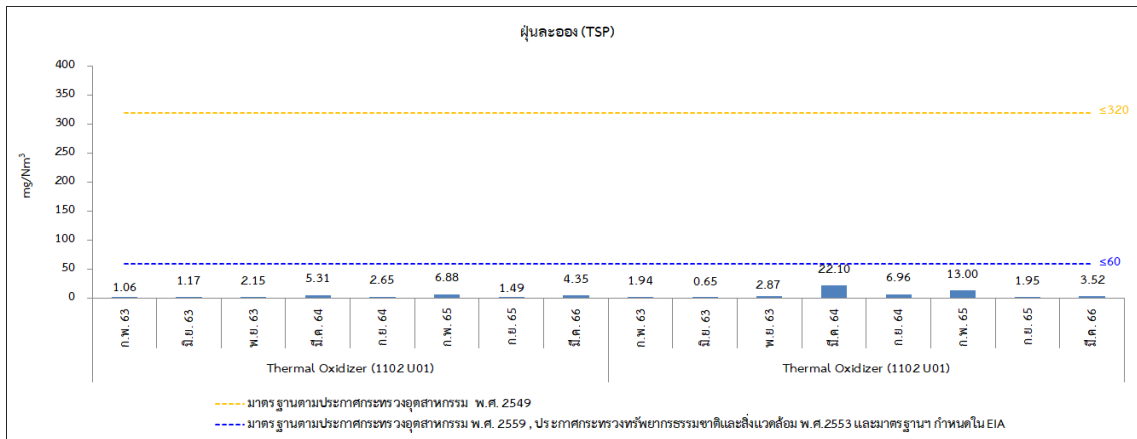 ฝุ่นละออง (TSP)
400
350
300
250
200
150
100
50
0
mg/Nm³
≤320
≤60
1.06 1.17 2.15 5.31 2.65 6.88 1.49 4.35 1.94 0.65 2.87 22.10 6.96 13.00 1.95 3.52
ก.พ. 63 มิ.ย. 63 พ.ย. 63 มี.ค. 64 ก.ย. 64 ก.พ. 65 ก.ย. 65 มี.ค. 66 ก.พ. 63 มิ.ย. 63 พ.ย. 63 มี.ค. 64 ก.ย. 64 ก.พ. 65 ก.ย. 65 มี.ค. 66
Thermal Oxidizer (1102 U01) Thermal Oxidizer (1102 U01)
มาตรฐานตามประกาศกระทรวงอุตสาหกรรม พ.ศ. 2549
มาตรฐานตามประกาศกระทรวงอุตสาหกรรม พ.ศ. 2559 , ประกาศกระทรวงทรัพยากรธรรมชาติและสิ่งแวดล้อม พ.ศ.2553 และมาตรฐานฯ กำหนดใน EIA